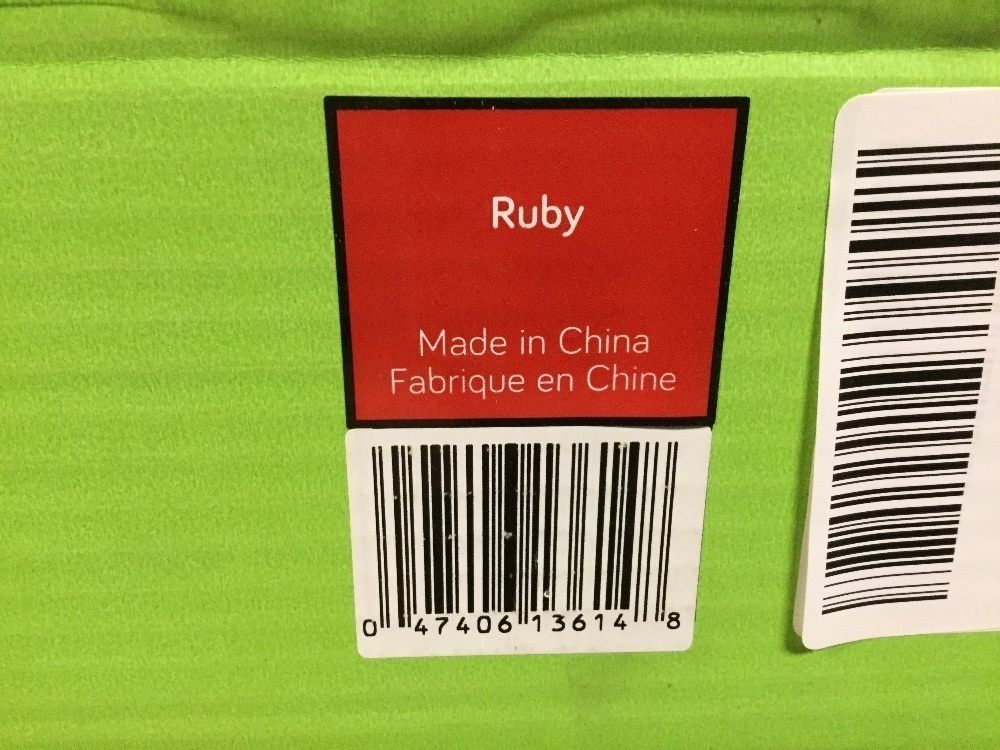 Ruby
Made in China
Fabrique en Chine
0 47406 13614 8